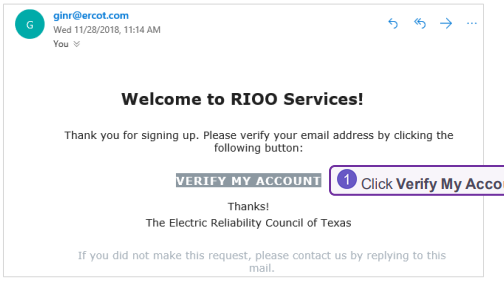 G
ginr@ercot.com
Wed 11/28/2018, 11:14 AM
You
Welcome to RIOO Services!
Thank you for signing up. Please verify your email address by clicking the
following button:
VERIFY MY ACCOUNT
1 Click Verify My Accou
Thanks!
The Electric Reliability Council of Texas
If you did not make this request, please contact us by replying to this
mail.